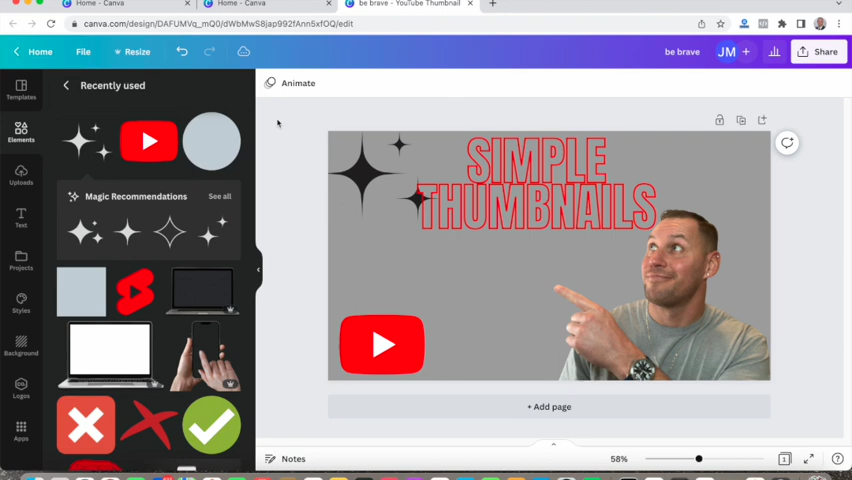 Home - Canva
Home - Canva
be brave - YouTube Thumbnail
canva.com/design/DAFUMVq_mQ0/dWbMwS8jap992fAnn5xfOQ/edit
Home
File
Resize
be brave
JM
Share
Templates
Elements
Uploads
Text
Projects
Styles
Background
Logos
Apps
Recently used
Magic Recommendations
See all
Animate
SIMPLE
THUMBNAILS
+ Add page
Notes
58%
1